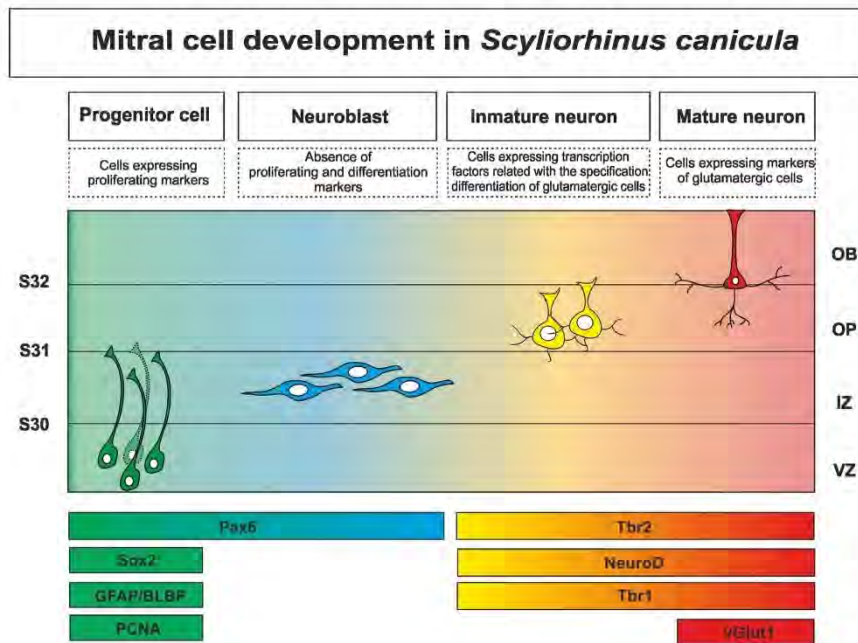 Mitral cell development in Scyliorhinus canicula
Progenitor cell
Neuroblast
Inmature neuron
Mature neuron
Cells expressing
proliferating markers
Absence of
proliferating and differentiation
markers
Cells expressing transcription
factors related with the specification
differentiation of glutamatergic cells
Cells expressing markers
of glutamatergic cells
S32
S31
S30
OB
OP
IZ
VZ
Pax6
Tbr2
Sox2
NeuroD
GFAP/BLBP
Tbr1
PCNA
vGlut1